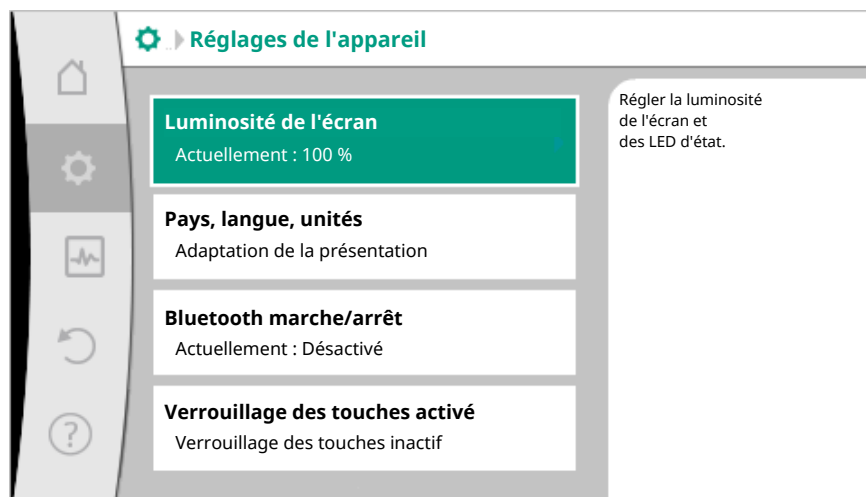 Réglages de l'appareil
Luminosité de l'écran
Actuellement : 100 %
Pays, langue, unités
Adaptation de la présentation
Bluetooth marche/arrêt
Actuellement : Désactivé
Verrouillage des touches activé
Verrouillage des touches inactif
Régler la luminosité
de l'écran et
des LED d'état.